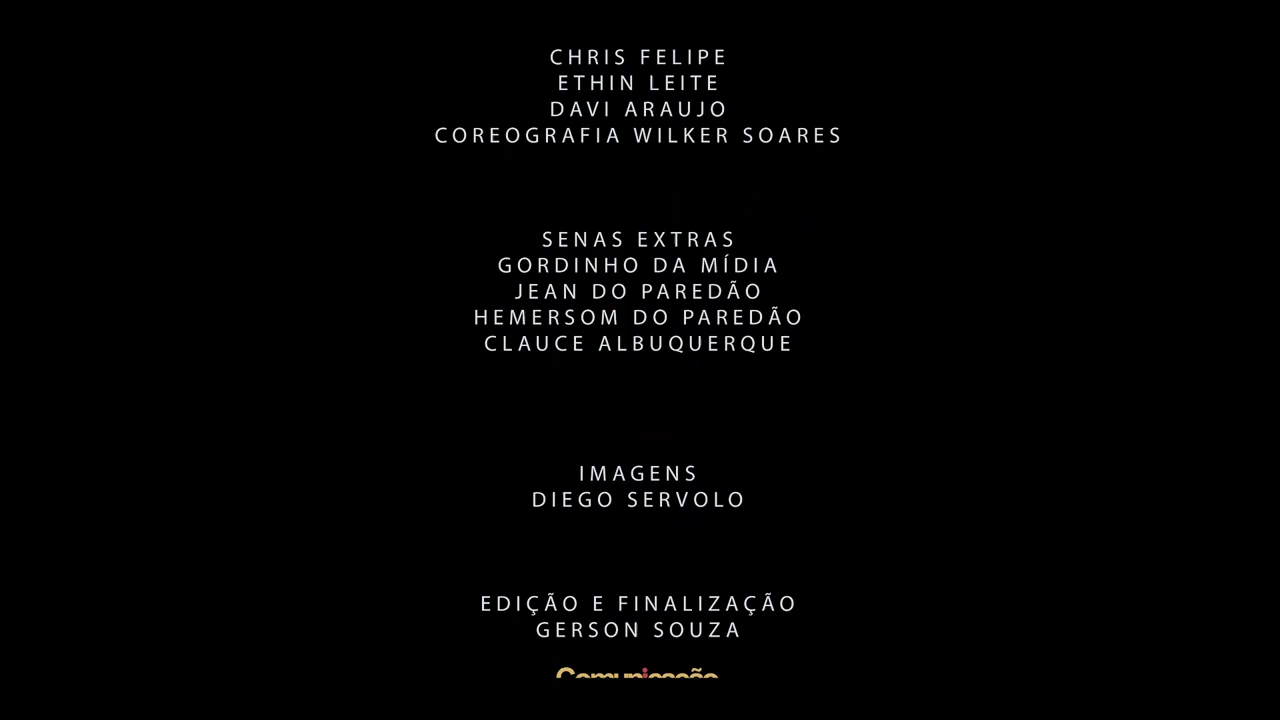 CHRIS FELIPE
ETHIN LEITE
DAVI ARAUJO
COREOGRAFIA WILKER SOARES
SENAS EXTRAS
GORDINHO DA MÍDIA
JEAN DO PAREDÃO
HEMERSOM DO PAREDÃO
CLAUCE ALBUQUERQUE
IMAGENS
DIEGO SERVOLO
EDIÇÃO E FINALIZAÇÃO
GERSON SOUZA
Comunicação